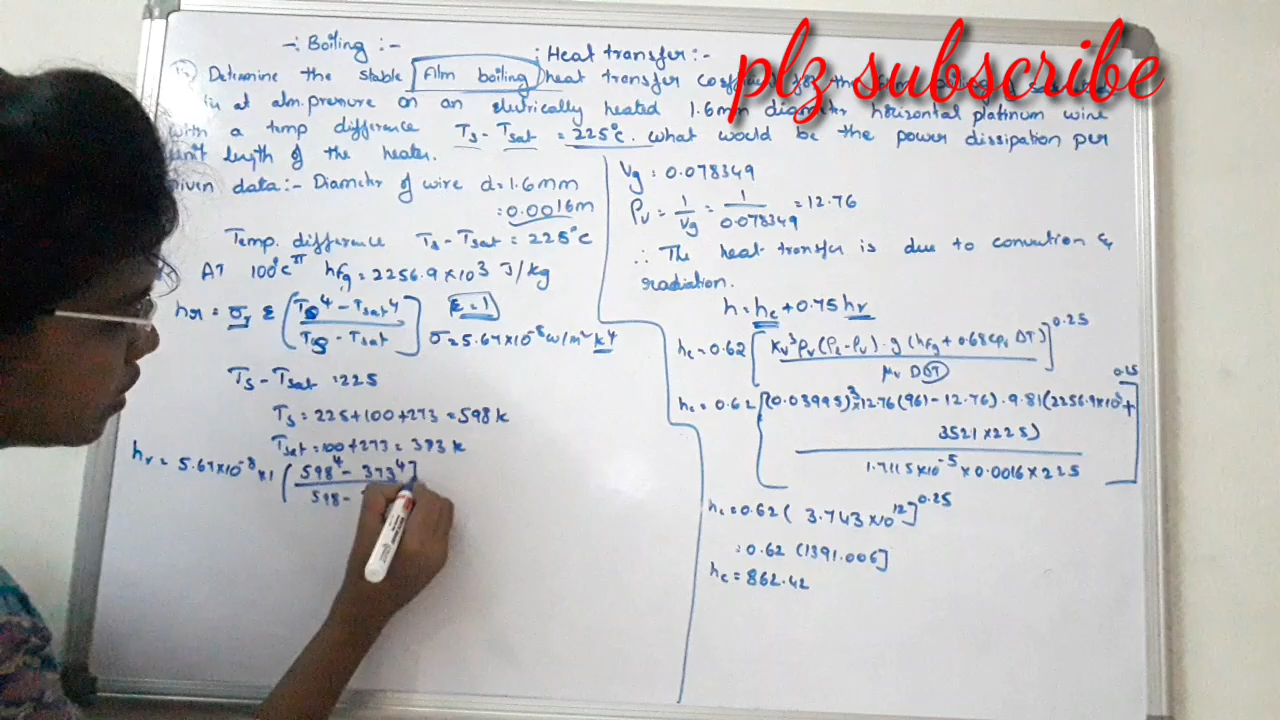 plz subscribe
-: Boiling :-
: Heat transfer :-
Determine the stable film boiling heat transfer for the
at atm. pressure on an electrically heated 1.6mm diameter horizontal platinum wire
with a temp difference Ts - Tsat = 225°c. what would be the power dissipation per
unit length of the heater.
Given data:- Diameter of wire d=1.6mm
=0.0016m
Temp. difference Ts - Tsat = 225°c
AT 100°c hfg = 2256.9×10³ J/kg
hr = σ ε [Ts⁴ - Tsat⁴ / Ts - Tsat] ε=1
σ=5.67×10⁻⁸ w/m² k⁴
Ts - Tsat = 225
Ts = 225+100+273 = 598 k
Tsat = 100+273 = 373 k
hr = 5.67×10⁻⁸ ×1 [598⁴ - 373⁴ / 598 -
Vg = 0.078349
ρv = 1/Vg = 1/0.078349 = 12.76
∴ The heat transfer is due to convection &
radiation.
h = hc + 0.75 hr
hc = 0.62 [kv³ ρv (ρl - ρv) . g (hfg + 0.68 cpv DT) / μv D DT]^0.25
hc = 0.62 [(0.03995)³ × 12.76 (961 - 12.76) . 9.81 (2256.9×10³ +
3521 × 225)
1.7115×10⁻⁵ × 0.0016 × 225]^0.25
hc = 0.62 ( 3.743×10¹²]^0.25
= 0.62 (1391.006]
hc = 862.42